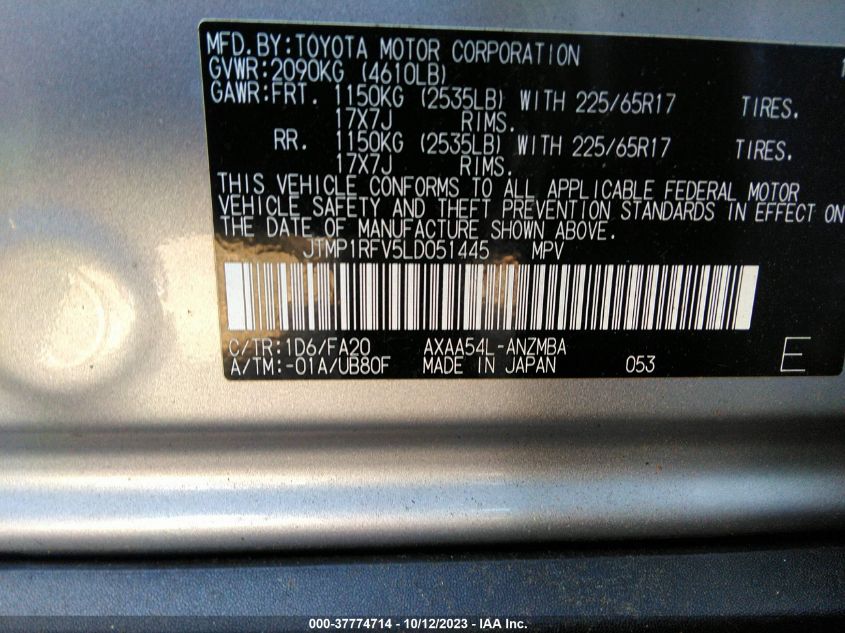 MFD.BY:TOYOTA MOTOR CORPORATION
GVWR:2090KG (4610LB)
GAWR:FRT. 1150KG (2535LB) WITH 225/65R17 TIRES.
17X7J RIMS.
RR. 1150KG (2535LB) WITH 225/65R17 TIRES.
17X7J RIMS.
THIS VEHICLE CONFORMS TO ALL APPLICABLE FEDERAL MOTOR
VEHICLE SAFETY AND THEFT PREVENTION STANDARDS IN EFFECT ON
THE DATE OF MANUFACTURE SHOWN ABOVE.
JTMP1RFV5LD051445 MPV
C/TR:1D6/FA20 AXAA54L-ANZMBA
A/TM:-01A/UB80F MADE IN JAPAN 053 E
000-37774714 - 10/12/2023 - IAA Inc.